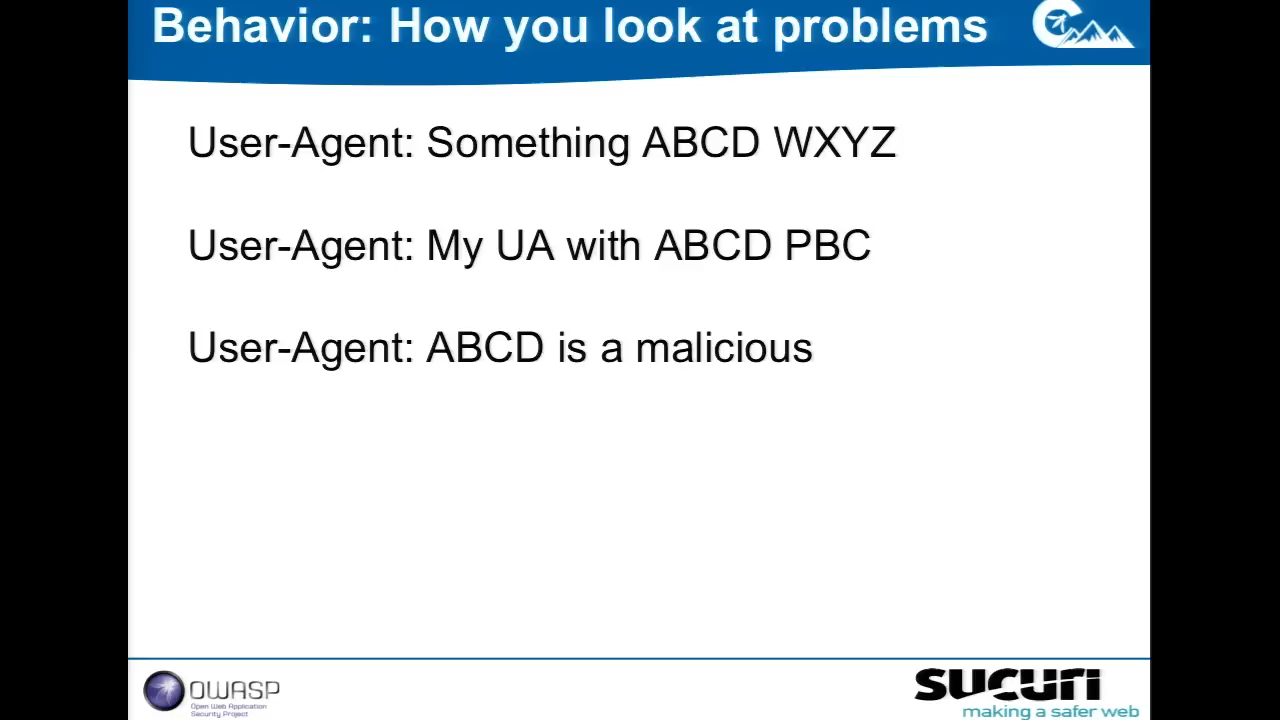 Behavior: How you look at problems
User-Agent: Something ABCD WXYZ
User-Agent: My UA with ABCD PBC
User-Agent: ABCD is a malicious
OWASP
Open Web Application
Security Project
sucuri
making a safer web